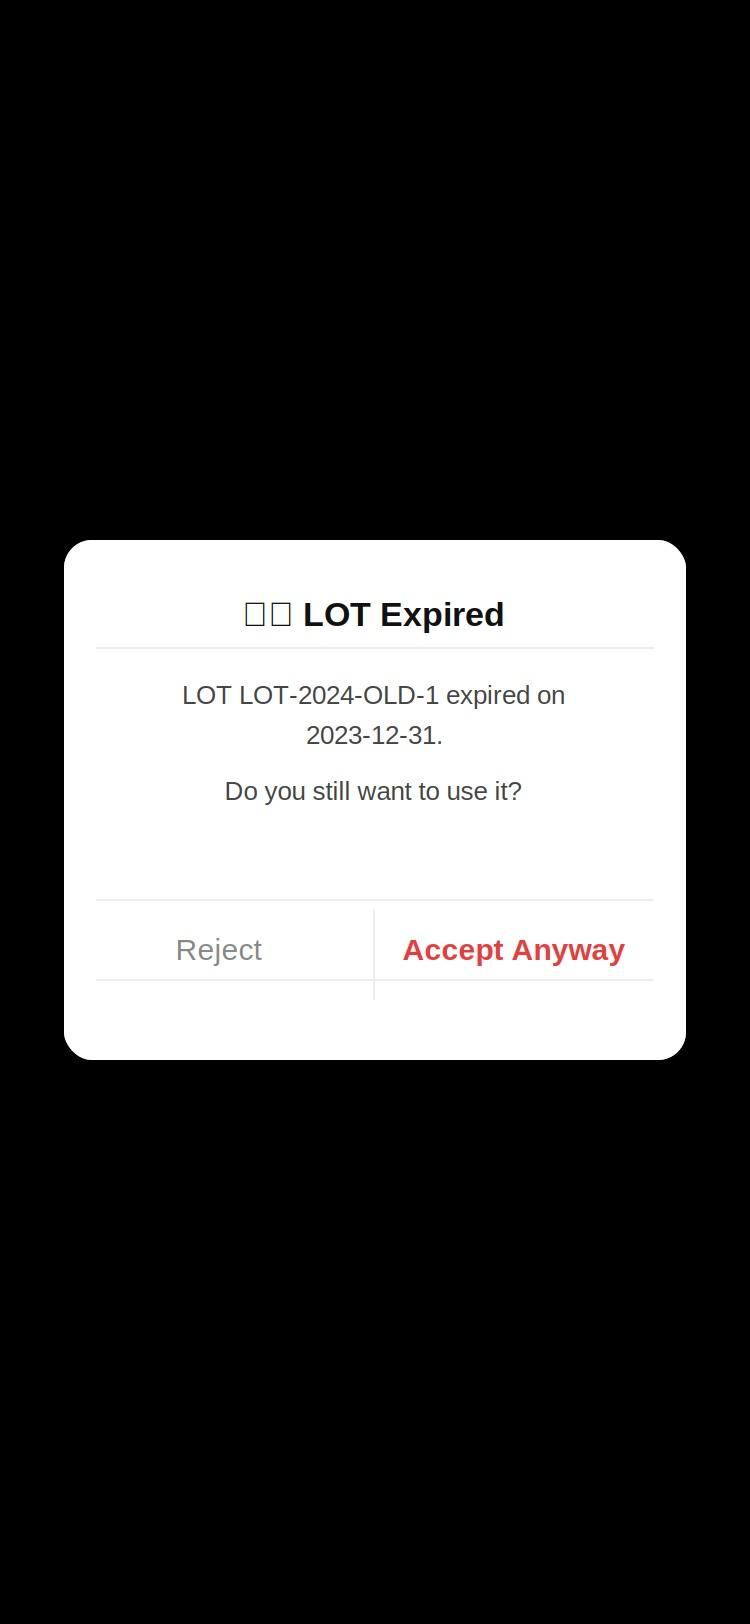 LOT Expired
LOT LOT-2024-OLD-1 expired on
2023-12-31.
Do you still want to use it?
Reject
Accept Anyway